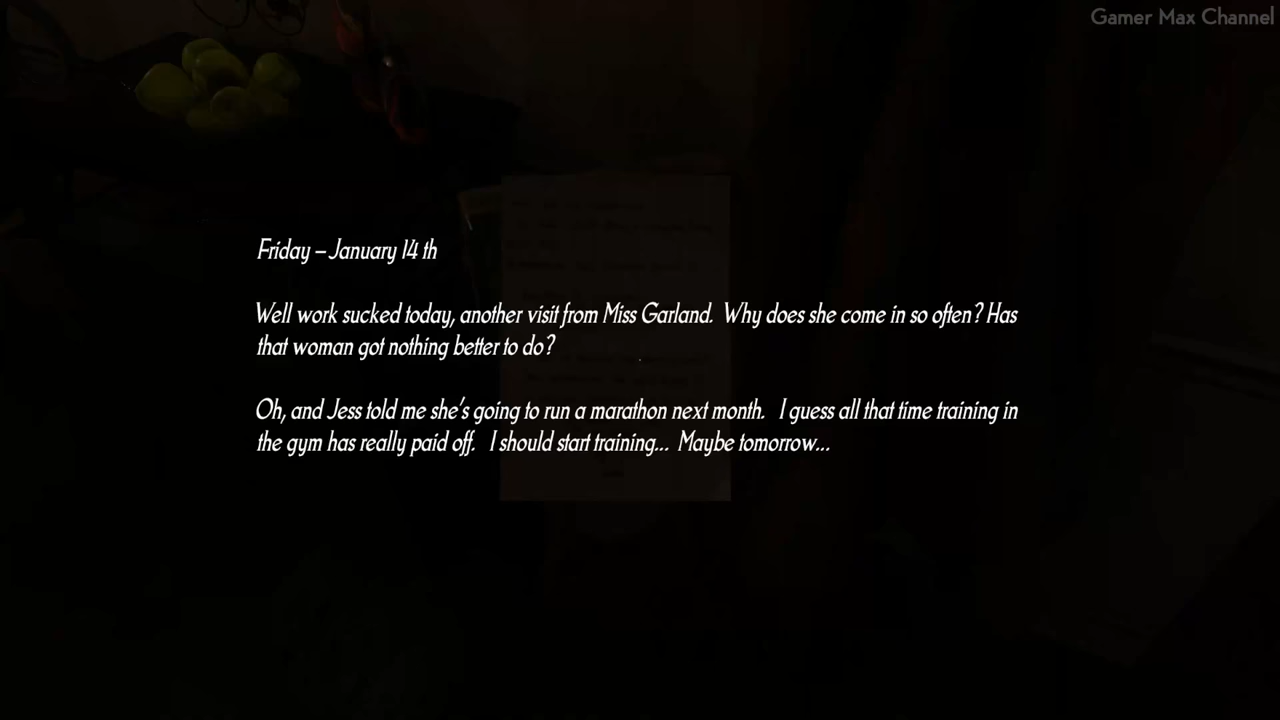 Gamer Max Channel
Friday – January 14 th
Well work sucked today, another visit from Miss Garland. Why does she come in so often? Has
that woman got nothing better to do?
Oh, and Jess told me she's going to run a marathon next month. I guess all that time training in
the gym has really paid off. I should start training... Maybe tomorrow...